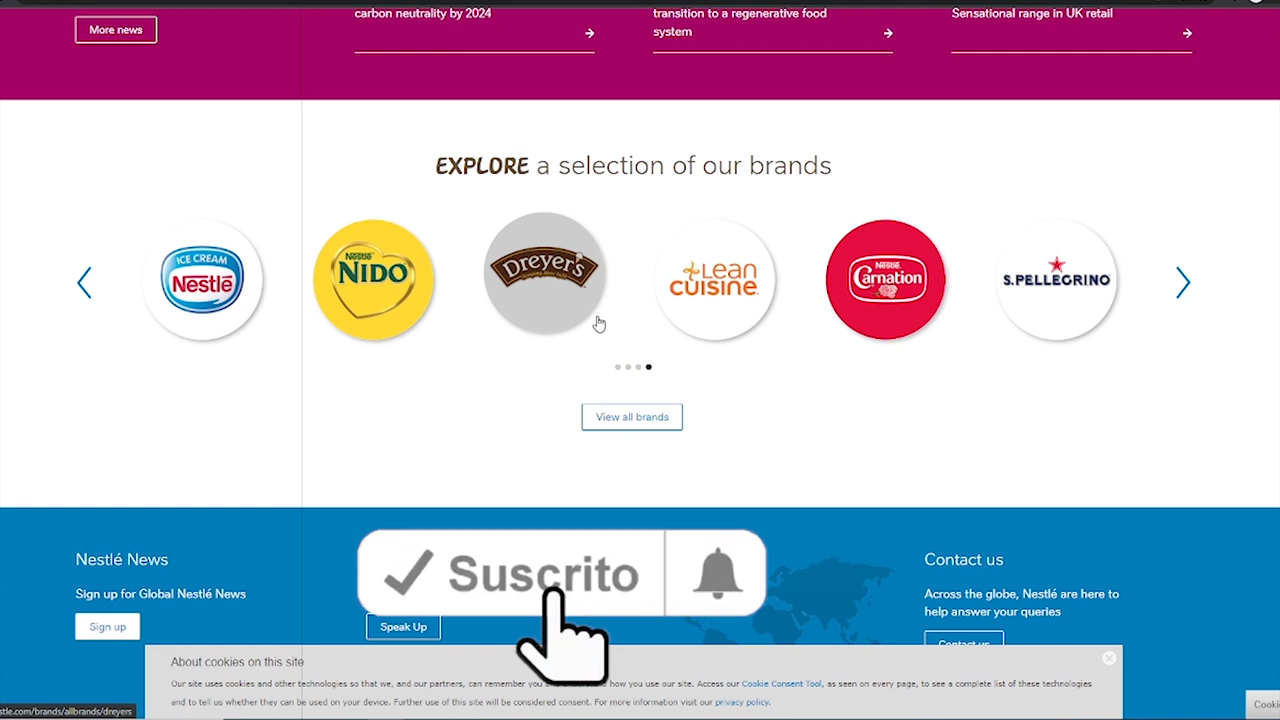 carbon neutrality by 2024
transition to a regenerative food
system
Sensational range in UK retail
More news
EXPLORE a selection of our brands
ICE CREAM
Nestlé
Nestlé
NIDO
Dreyer's
LEAN
CUISINE
Nestlé
Carnation
S.PELLEGRINO
View all brands
Nestlé News
Sign up for Global Nestlé News
Sign up
Suscrito
Speak Up
Contact us
Across the globe, Nestlé are here to
help answer your queries
Contact us
About cookies on this site
Our site uses cookies and other technologies so that we, and our partners, can remember you how you use our site. Access our Cookie Consent Tool, as seen on every page, to see a complete list of these technologies
and to tell us whether they can be used on your device. Further use of this site will be considered consent. For more information visit our privacy policy.
stle.com/brands/allbrands/dreyers
Cooki